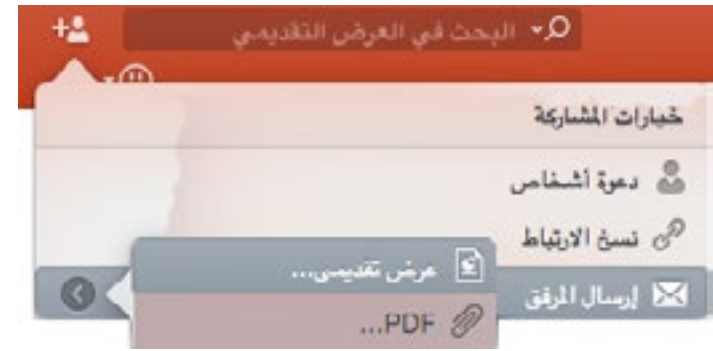 البحث في العرض التقديمي
خيارات المشاركة
دعوة أشخاص
نسخ الارتباط
إرسال المرفق
عرض تقديمي...
PDF...